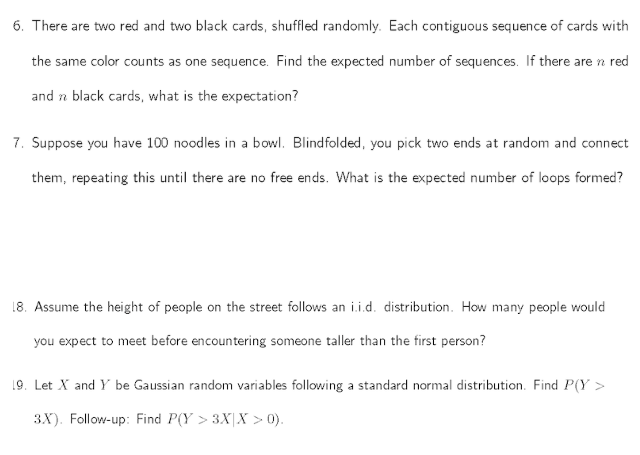 6. There are two red and two black cards, shuffled randomly. Each contiguous sequence of cards with
the same color counts as one sequence. Find the expected number of sequences. If there are n red
and n black cards, what is the expectation?
7. Suppose you have 100 noodles in a bowl. Blindfolded, you pick two ends at random and connect
them, repeating this until there are no free ends. What is the expected number of loops formed?
18. Assume the height of people on the street follows an i.i.d. distribution. How many people would
you expect to meet before encountering someone taller than the first person?
19. Let X and Y be Gaussian random variables following a standard normal distribution. Find P(Y >
3X). Follow-up: Find P(Y > 3X|X > 0).